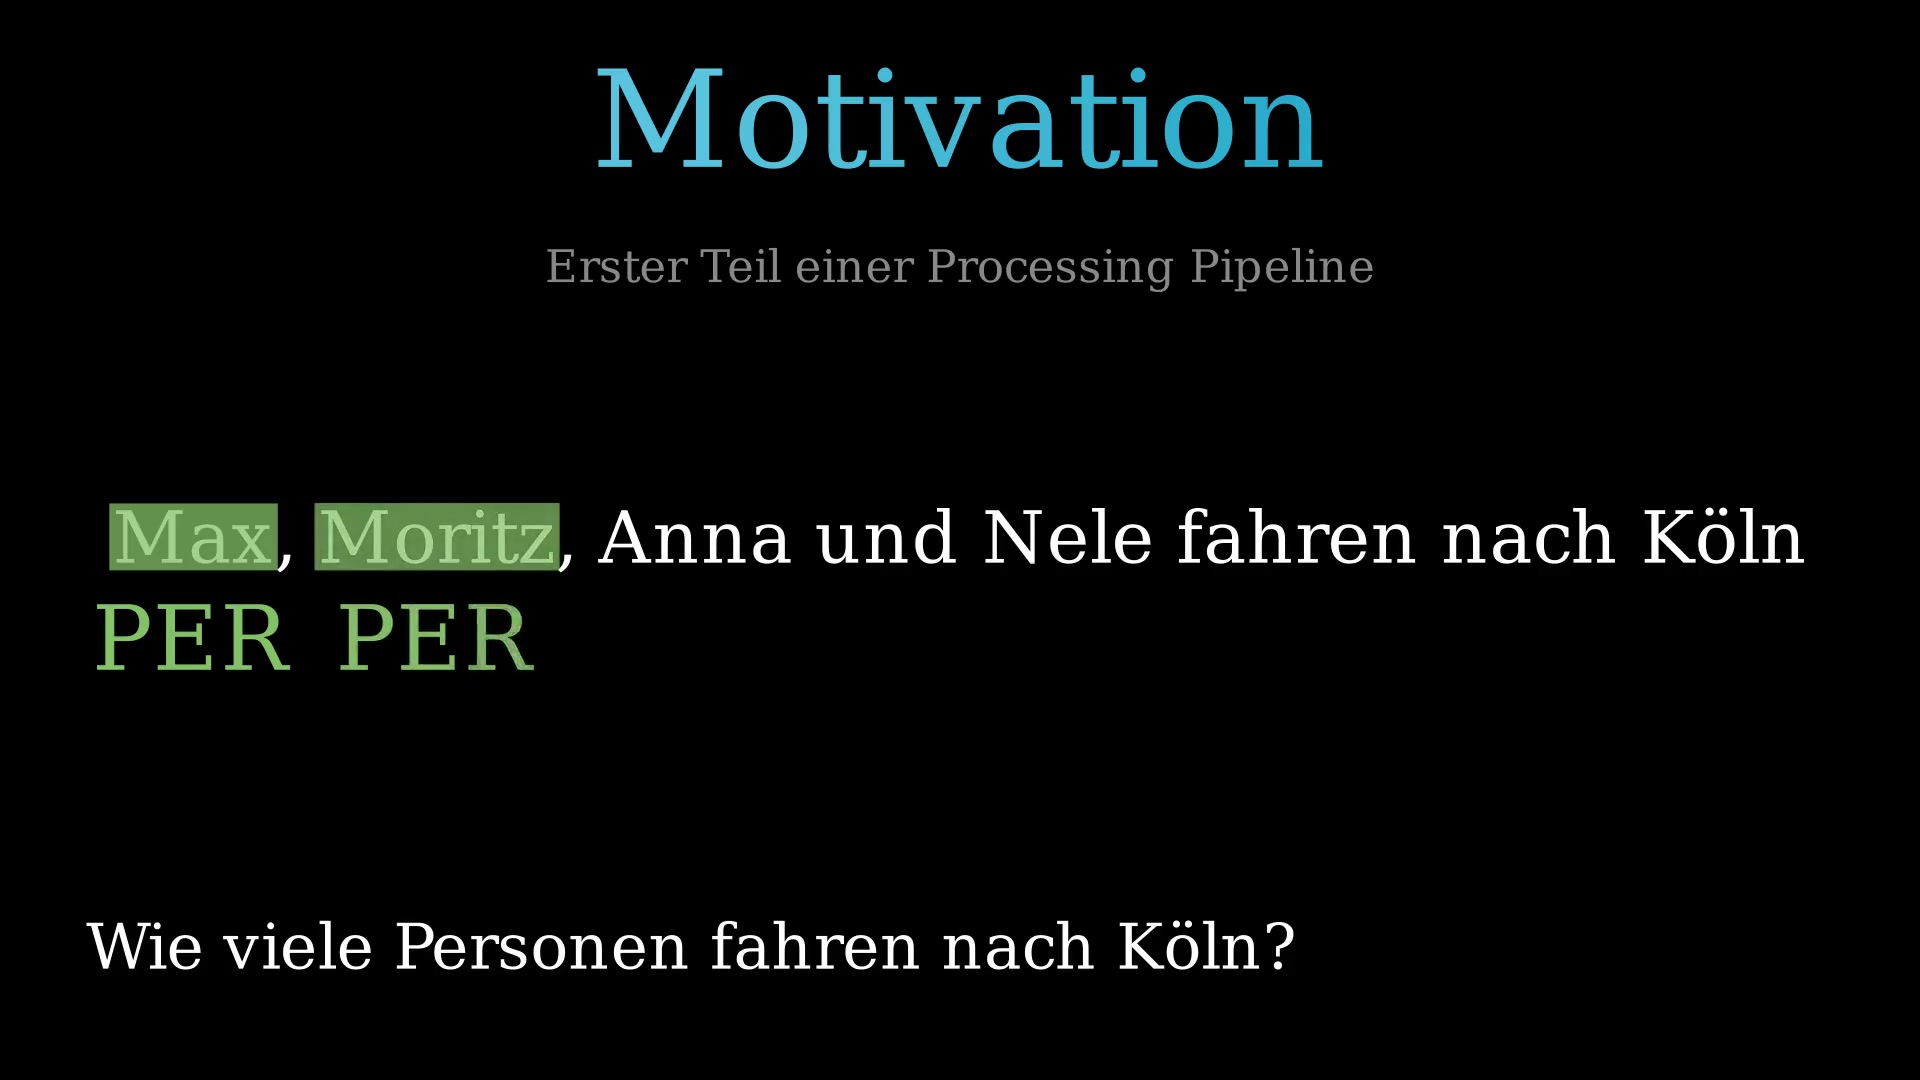 Motivation
Erster Teil einer Processing Pipeline
Max, Moritz, Anna und Nele fahren nach Köln
PER PER
Wie viele Personen fahren nach Köln?